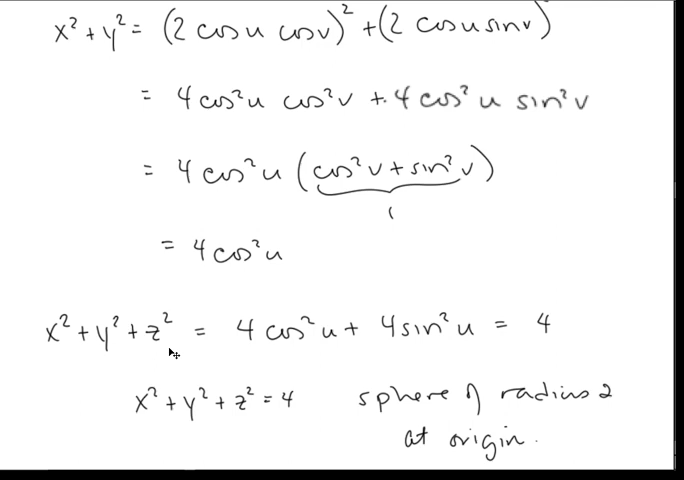 x² + y² = (2 cos u cos v)² + (2 cos u sin v)²
= 4 cos² u cos² v + 4 cos² u sin² v
= 4 cos² u (cos² v + sin² v)
1
= 4 cos² u
x² + y² + z² = 4 cos² u + 4 sin² u = 4
x² + y² + z² = 4 sphere of radius 2
at origin.